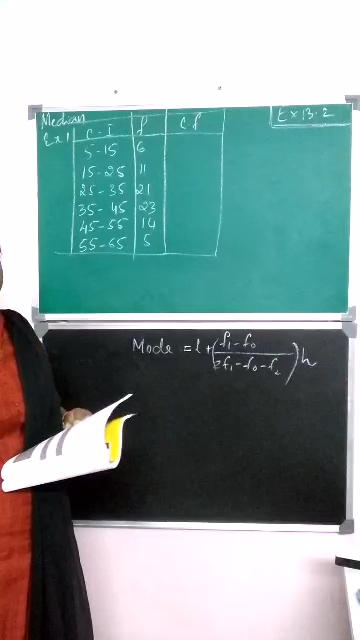 Median
Ex 13.2
Ex 1 C.I f C.f
5-15 6
15-25 11
25-35 21
35-45 23
45-55 14
55-65 5
Mode = l + (f₁-f₀ / 2f₁-f₀-f₂) h